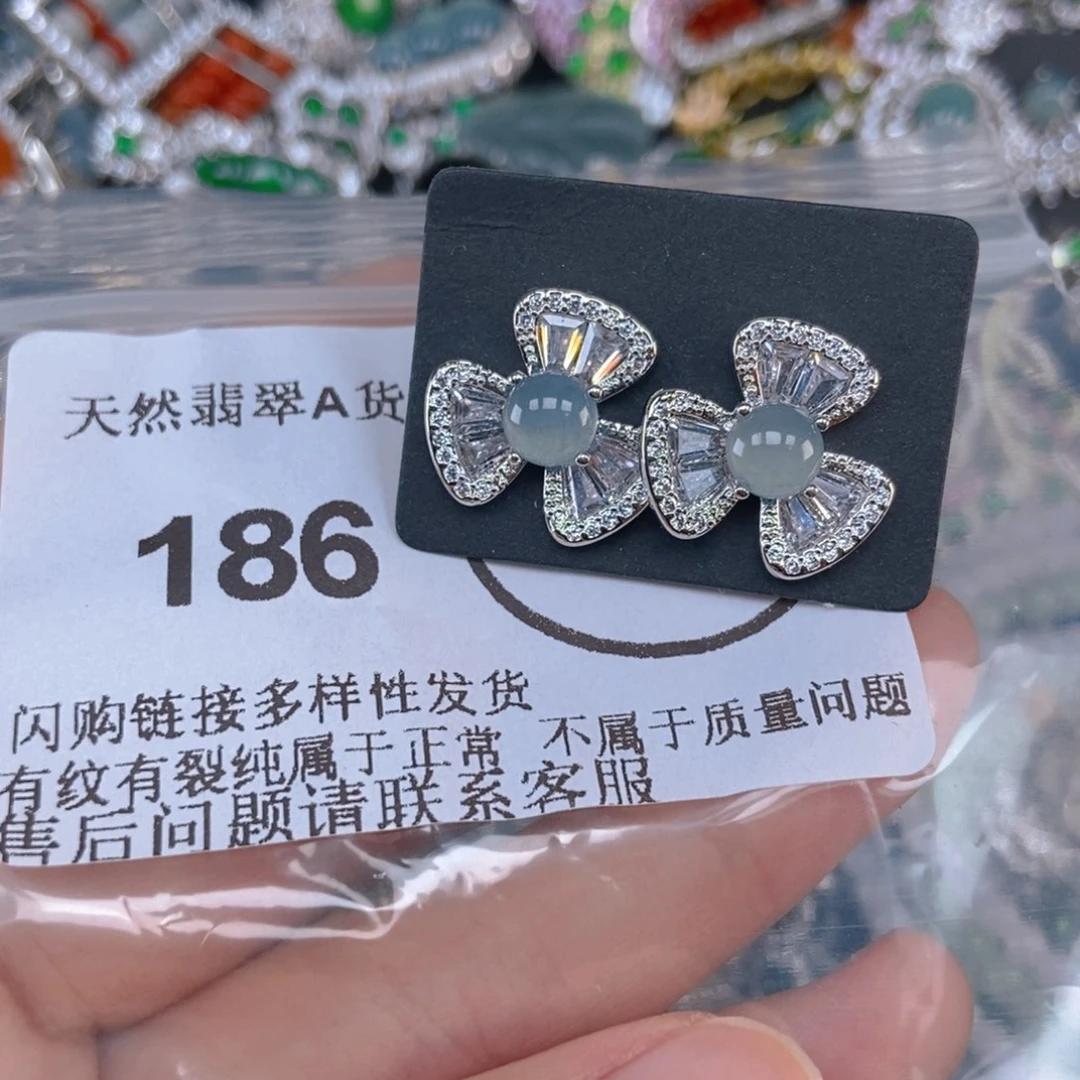 天然翡翠A货
186
闪购链接多样性发货
有纹有裂纯属于正常 不属于质量问题
售后问题请联系客服